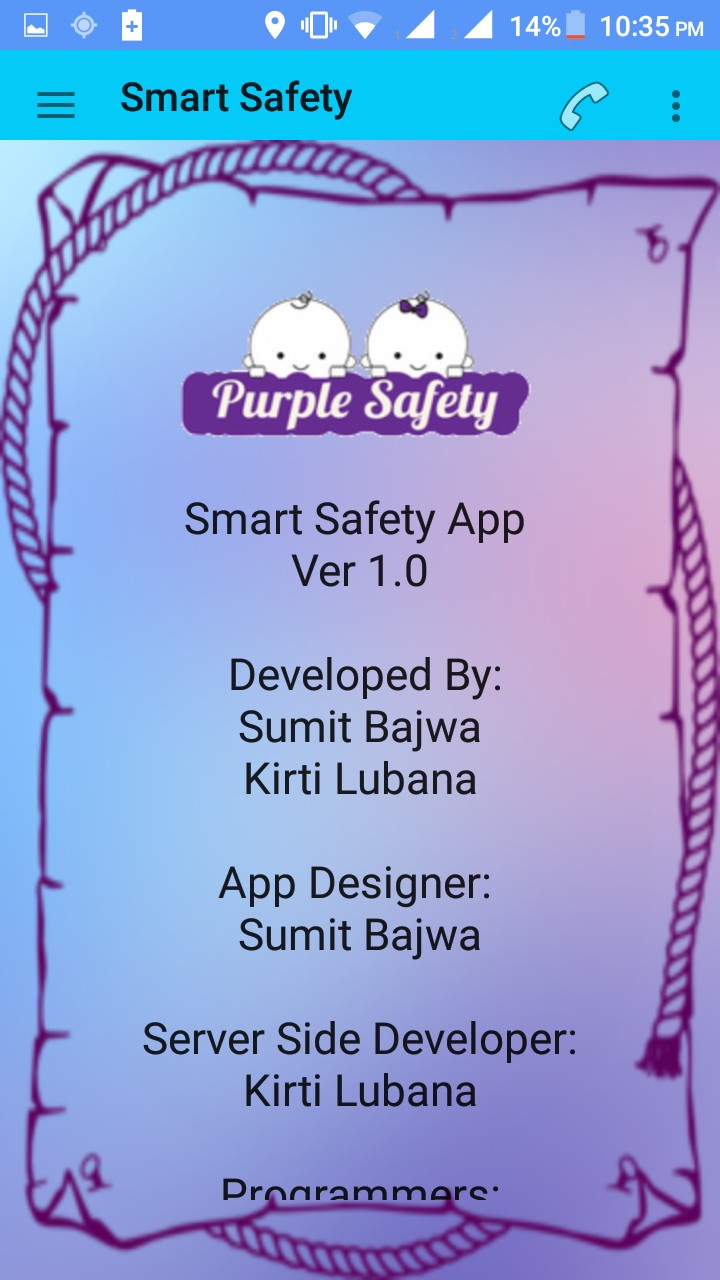 14% 10:35 PM
Smart Safety
Purple Safety
Smart Safety App
Ver 1.0
Developed By:
Sumit Bajwa
Kirti Lubana
App Designer:
Sumit Bajwa
Server Side Developer:
Kirti Lubana
Programmers: